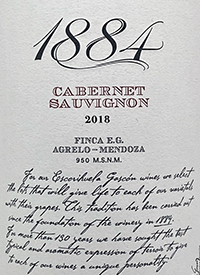 1884
CABERNET
SAUVIGNON
2018
FINCA E.G.
AGRELO-MENDOZA
950 M.S.N.M.
For our Escorihuela Gascón wines we select
the best that will give life to each of our varietals
with their grapes. This tradition has been carried out
since the foundation of the winery in 1884.
For more than 130 years we have sought the best
typical and aromatic expression of terroir to give
to each of our wines a unique personality.